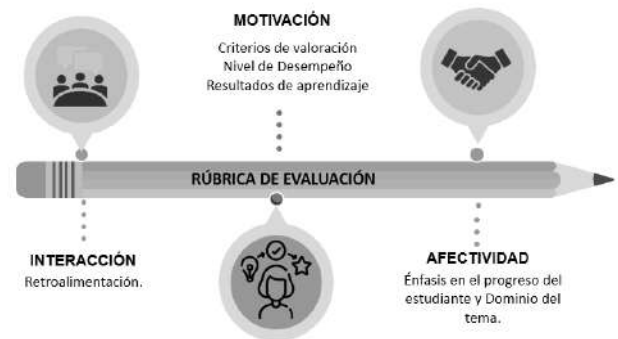 MOTIVACIÓN
Criterios de valoración
Nivel de Desempeño
Resultados de aprendizaje
RÚBRICA DE EVALUACIÓN
INTERACCIÓN
Retroalimentación.
AFECTIVIDAD
Énfasis en el progreso del
estudiante y Dominio del
tema.